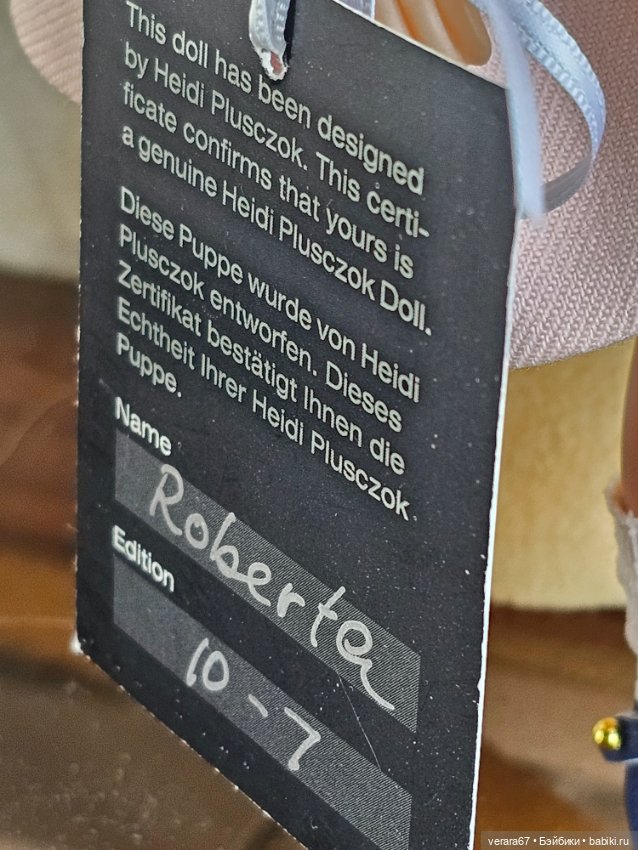 This doll has been designed
by Heidi Plusczok. This certi-
ficate confirms that yours is
a genuine Heidi Plusczok Doll.
Diese Puppe wurde von Heidi
Plusczok entworfen. Dieses
Zertifikat bestätigt Ihnen die
Echtheit Ihrer Heidi Plusczok
Puppe.
Name
Roberta
Edition
10-7
verara67 • Бэйбики • babiki.ru